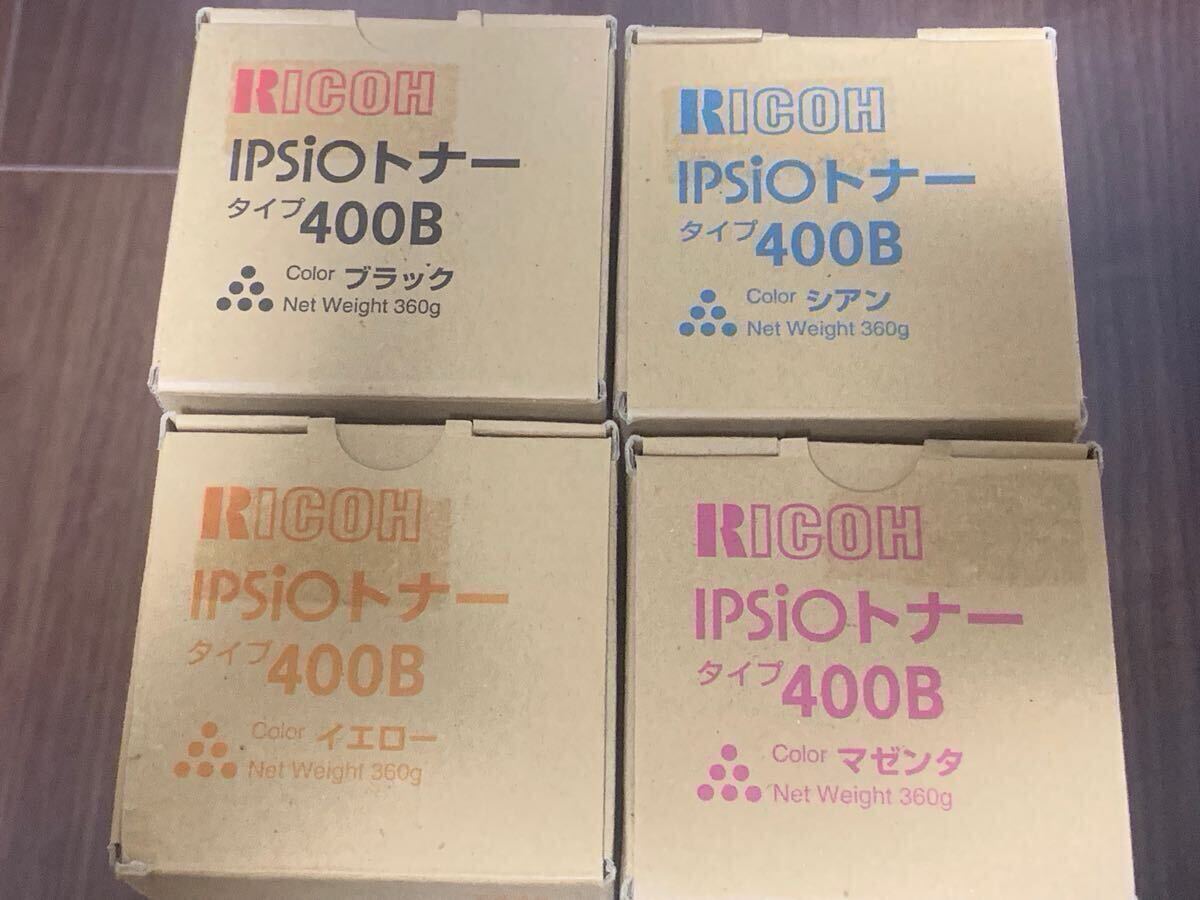 RICOH
IPSiOトナー
タイプ400B
Color ブラック
Net Weight 360g
RICOH
IPSiOトナー
タイプ400B
Color シアン
Net Weight 360g
RICOH
IPSiOトナー
タイプ400B
Color イエロー
Net Weight 360g
RICOH
IPSiOトナー
タイプ400B
Color マゼンタ
Net Weight 360g